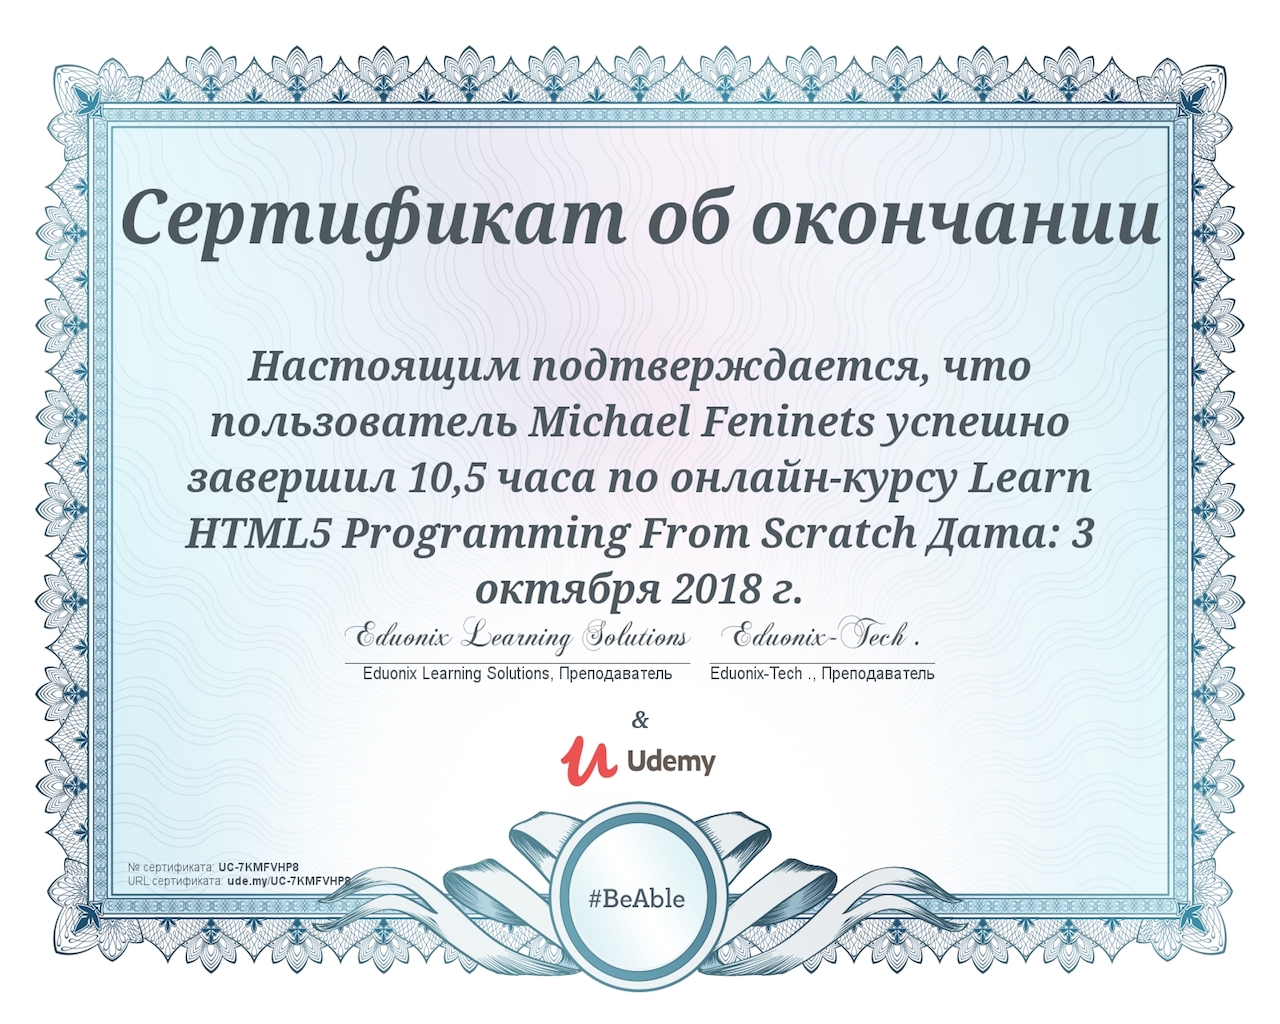 Сертификат об окончании
Настоящим подтверждается, что
пользователь Michael Feninets успешно
завершил 10,5 часа по онлайн-курсу Learn
HTML5 Programming From Scratch Дата: 3
октября 2018 г.
Eduonix Learning Solutions Eduonix-Tech .
Eduonix Learning Solutions, Преподаватель Eduonix-Tech ., Преподаватель
&
Udemy
№ сертификата: UC-7KMFVHP8
URL сертификата: ude.my/UC-7KMFVHP8
#BeAble